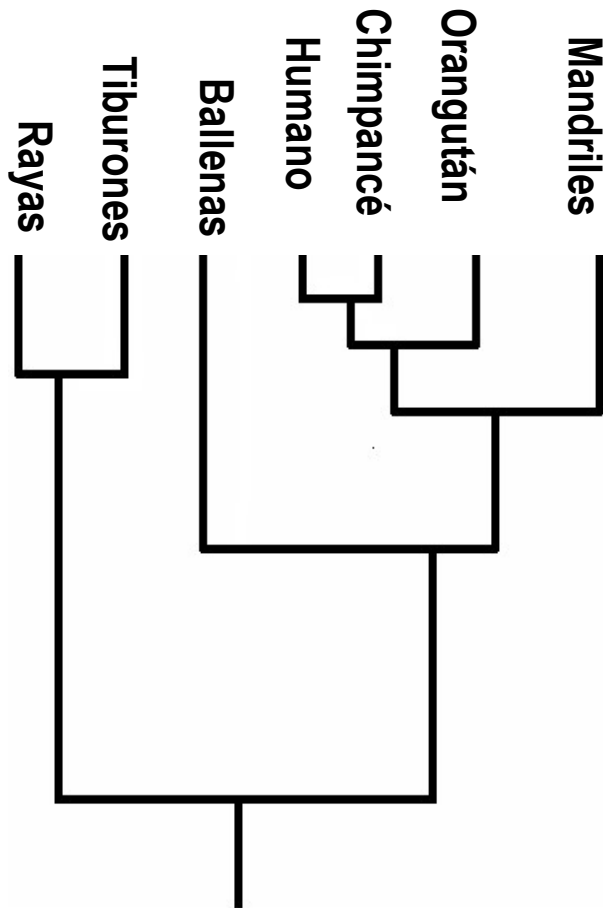 Rayas
Tiburones
Ballenas
Humano
Chimpancé
Orangután
Mandriles